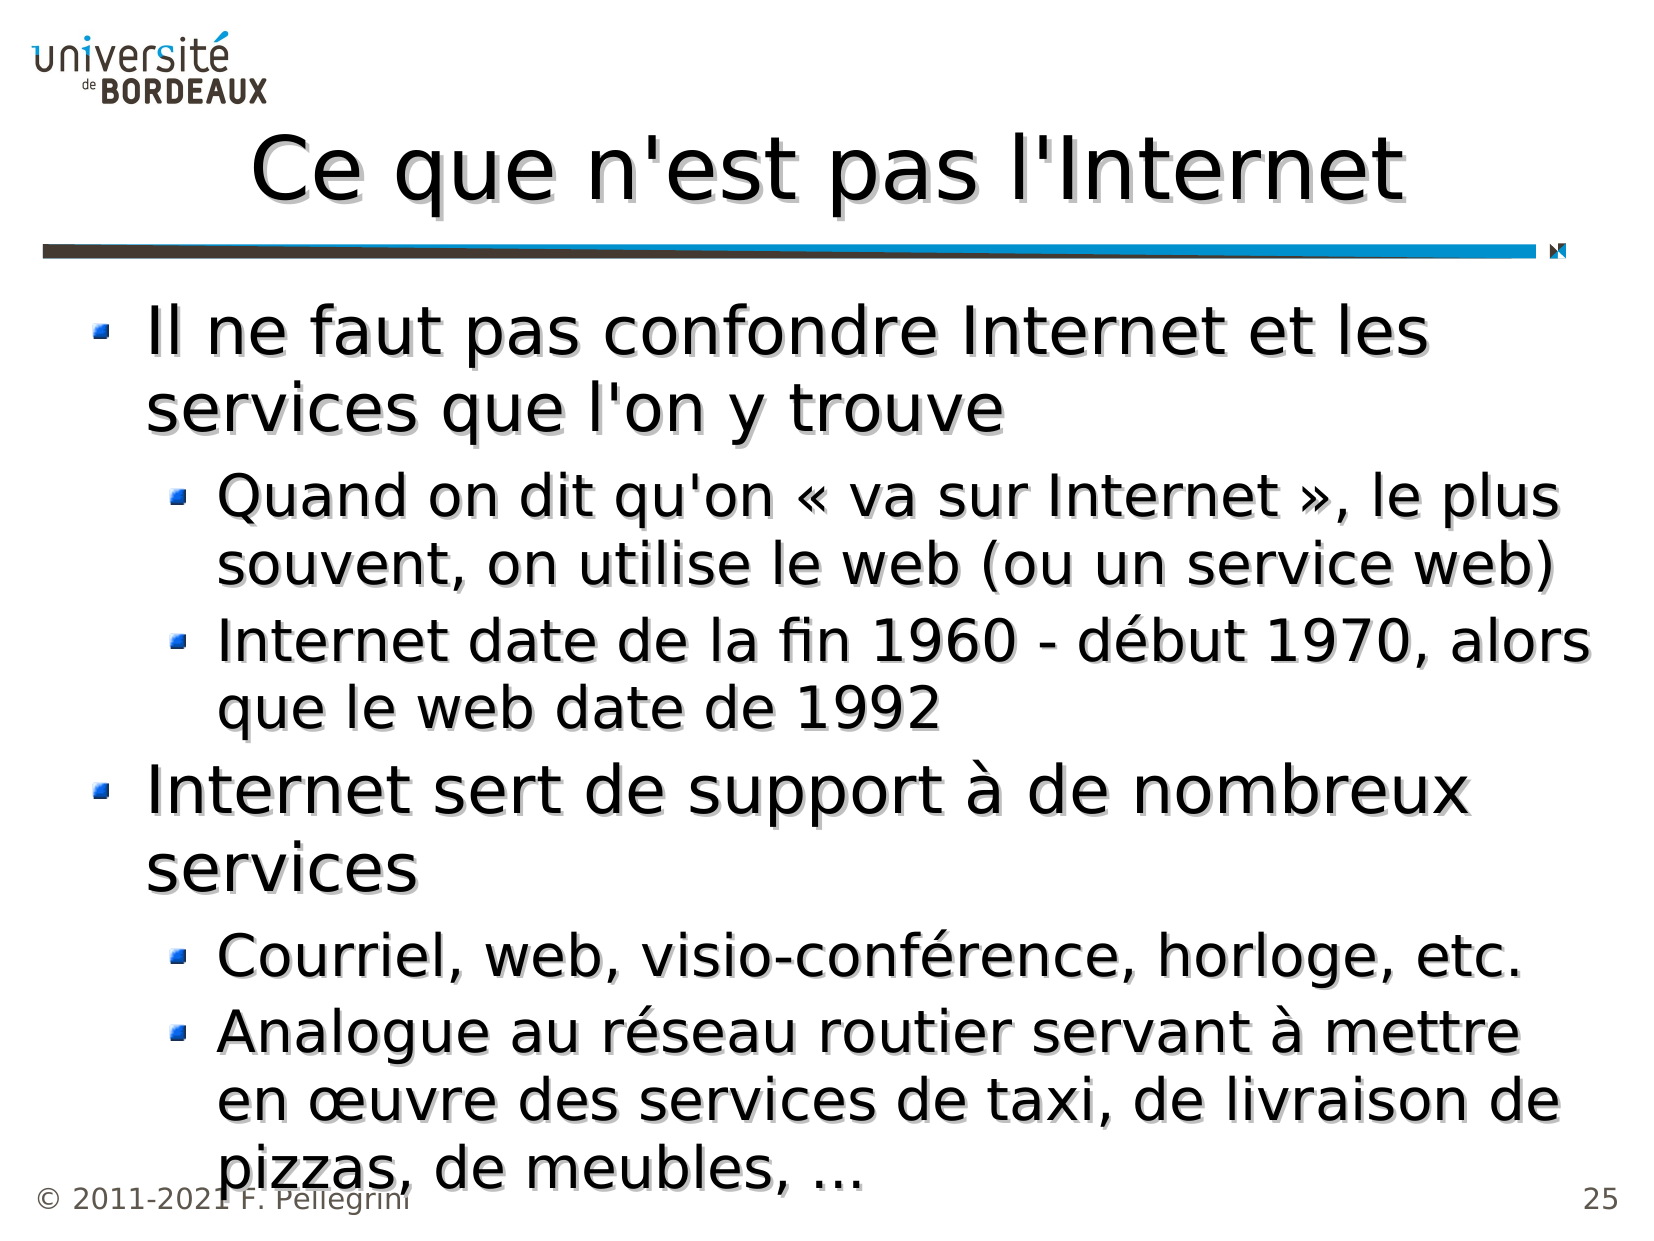 université
de BORDEAUX
Ce que n'est pas l'Internet
Il ne faut pas confondre Internet et les
services que l'on y trouve
Quand on dit qu'on « va sur Internet », le plus
souvent, on utilise le web (ou un service web)
Internet date de la fin 1960 - début 1970, alors
que le web date de 1992
Internet sert de support à de nombreux
services
Courriel, web, visio-conférence, horloge, etc.
Analogue au réseau routier servant à mettre
en œuvre des services de taxi, de livraison de
pizzas, de meubles, ...
© 2011-2021 F. Pellegrini
25